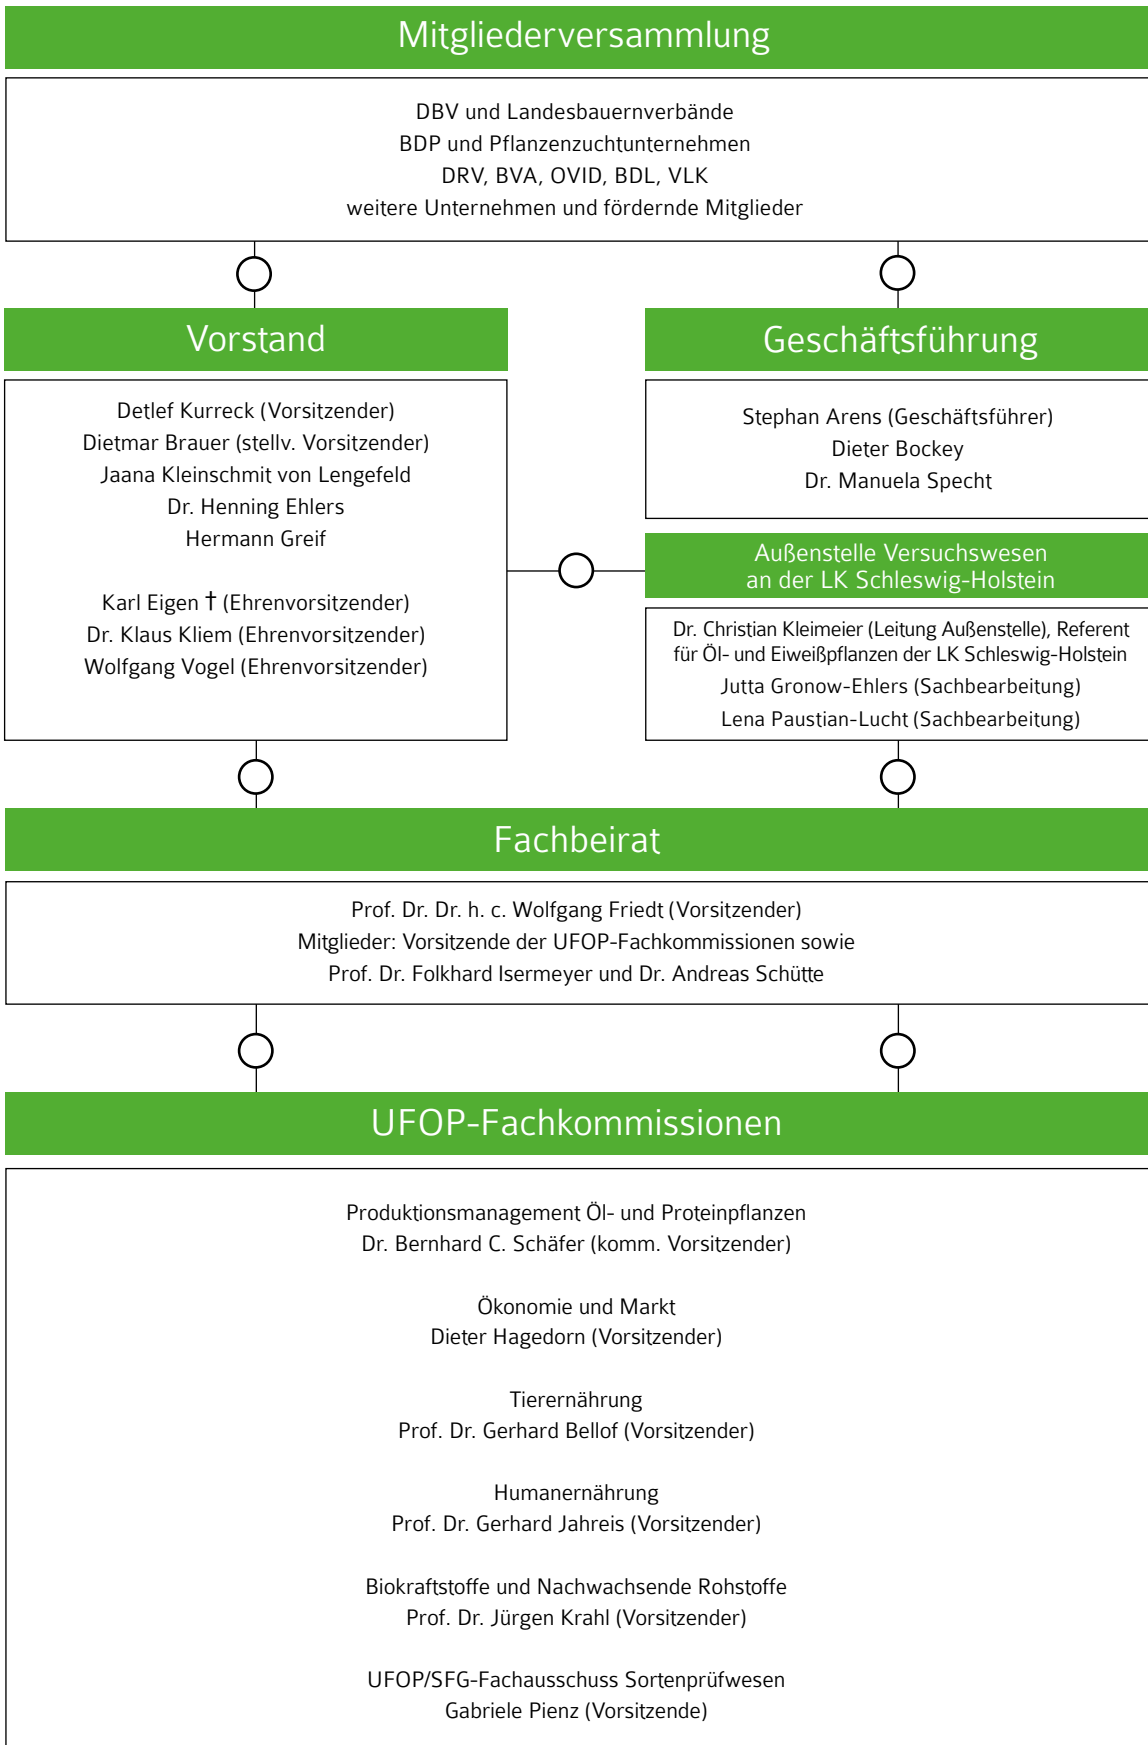 Mitgliederversammlung
DBV und Landesbauernverbände
BDP und Pflanzenzuchtunternehmen
DRV, BVA, OVID, BDL, VLK
weitere Unternehmen und fördernde Mitglieder
Vorstand
Detlef Kurreck (Vorsitzender)
Dietmar Brauer (stellv. Vorsitzender)
Jaana Kleinschmit von Lengefeld
Dr. Henning Ehlers
Hermann Greif
Karl Eigen † (Ehrenvorsitzender)
Dr. Klaus Kliem (Ehrenvorsitzender)
Wolfgang Vogel (Ehrenvorsitzender)
Geschäftsführung
Stephan Arens (Geschäftsführer)
Dieter Bockey
Dr. Manuela Specht
Außenstelle Versuchswesen
an der LK Schleswig-Holstein
Dr. Christian Kleimeier (Leitung Außenstelle), Referent
für Öl- und Eiweißpflanzen der LK Schleswig-Holstein
Jutta Gronow-Ehlers (Sachbearbeitung)
Lena Paustian-Lucht (Sachbearbeitung)
Fachbeirat
Prof. Dr. Dr. h. c. Wolfgang Friedt (Vorsitzender)
Mitglieder: Vorsitzende der UFOP-Fachkommissionen sowie
Prof. Dr. Folkhard Isermeyer und Dr. Andreas Schütte
UFOP-Fachkommissionen
Produktionsmanagement Öl- und Proteinpflanzen
Dr. Bernhard C. Schäfer (komm. Vorsitzender)
Ökonomie und Markt
Dieter Hagedorn (Vorsitzender)
Tierernährung
Prof. Dr. Gerhard Bellof (Vorsitzender)
Humanernährung
Prof. Dr. Gerhard Jahreis (Vorsitzender)
Biokraftstoffe und Nachwachsende Rohstoffe
Prof. Dr. Jürgen Krahl (Vorsitzender)
UFOP/SFG-Fachausschuss Sortenprüfwesen
Gabriele Pienz (Vorsitzende)